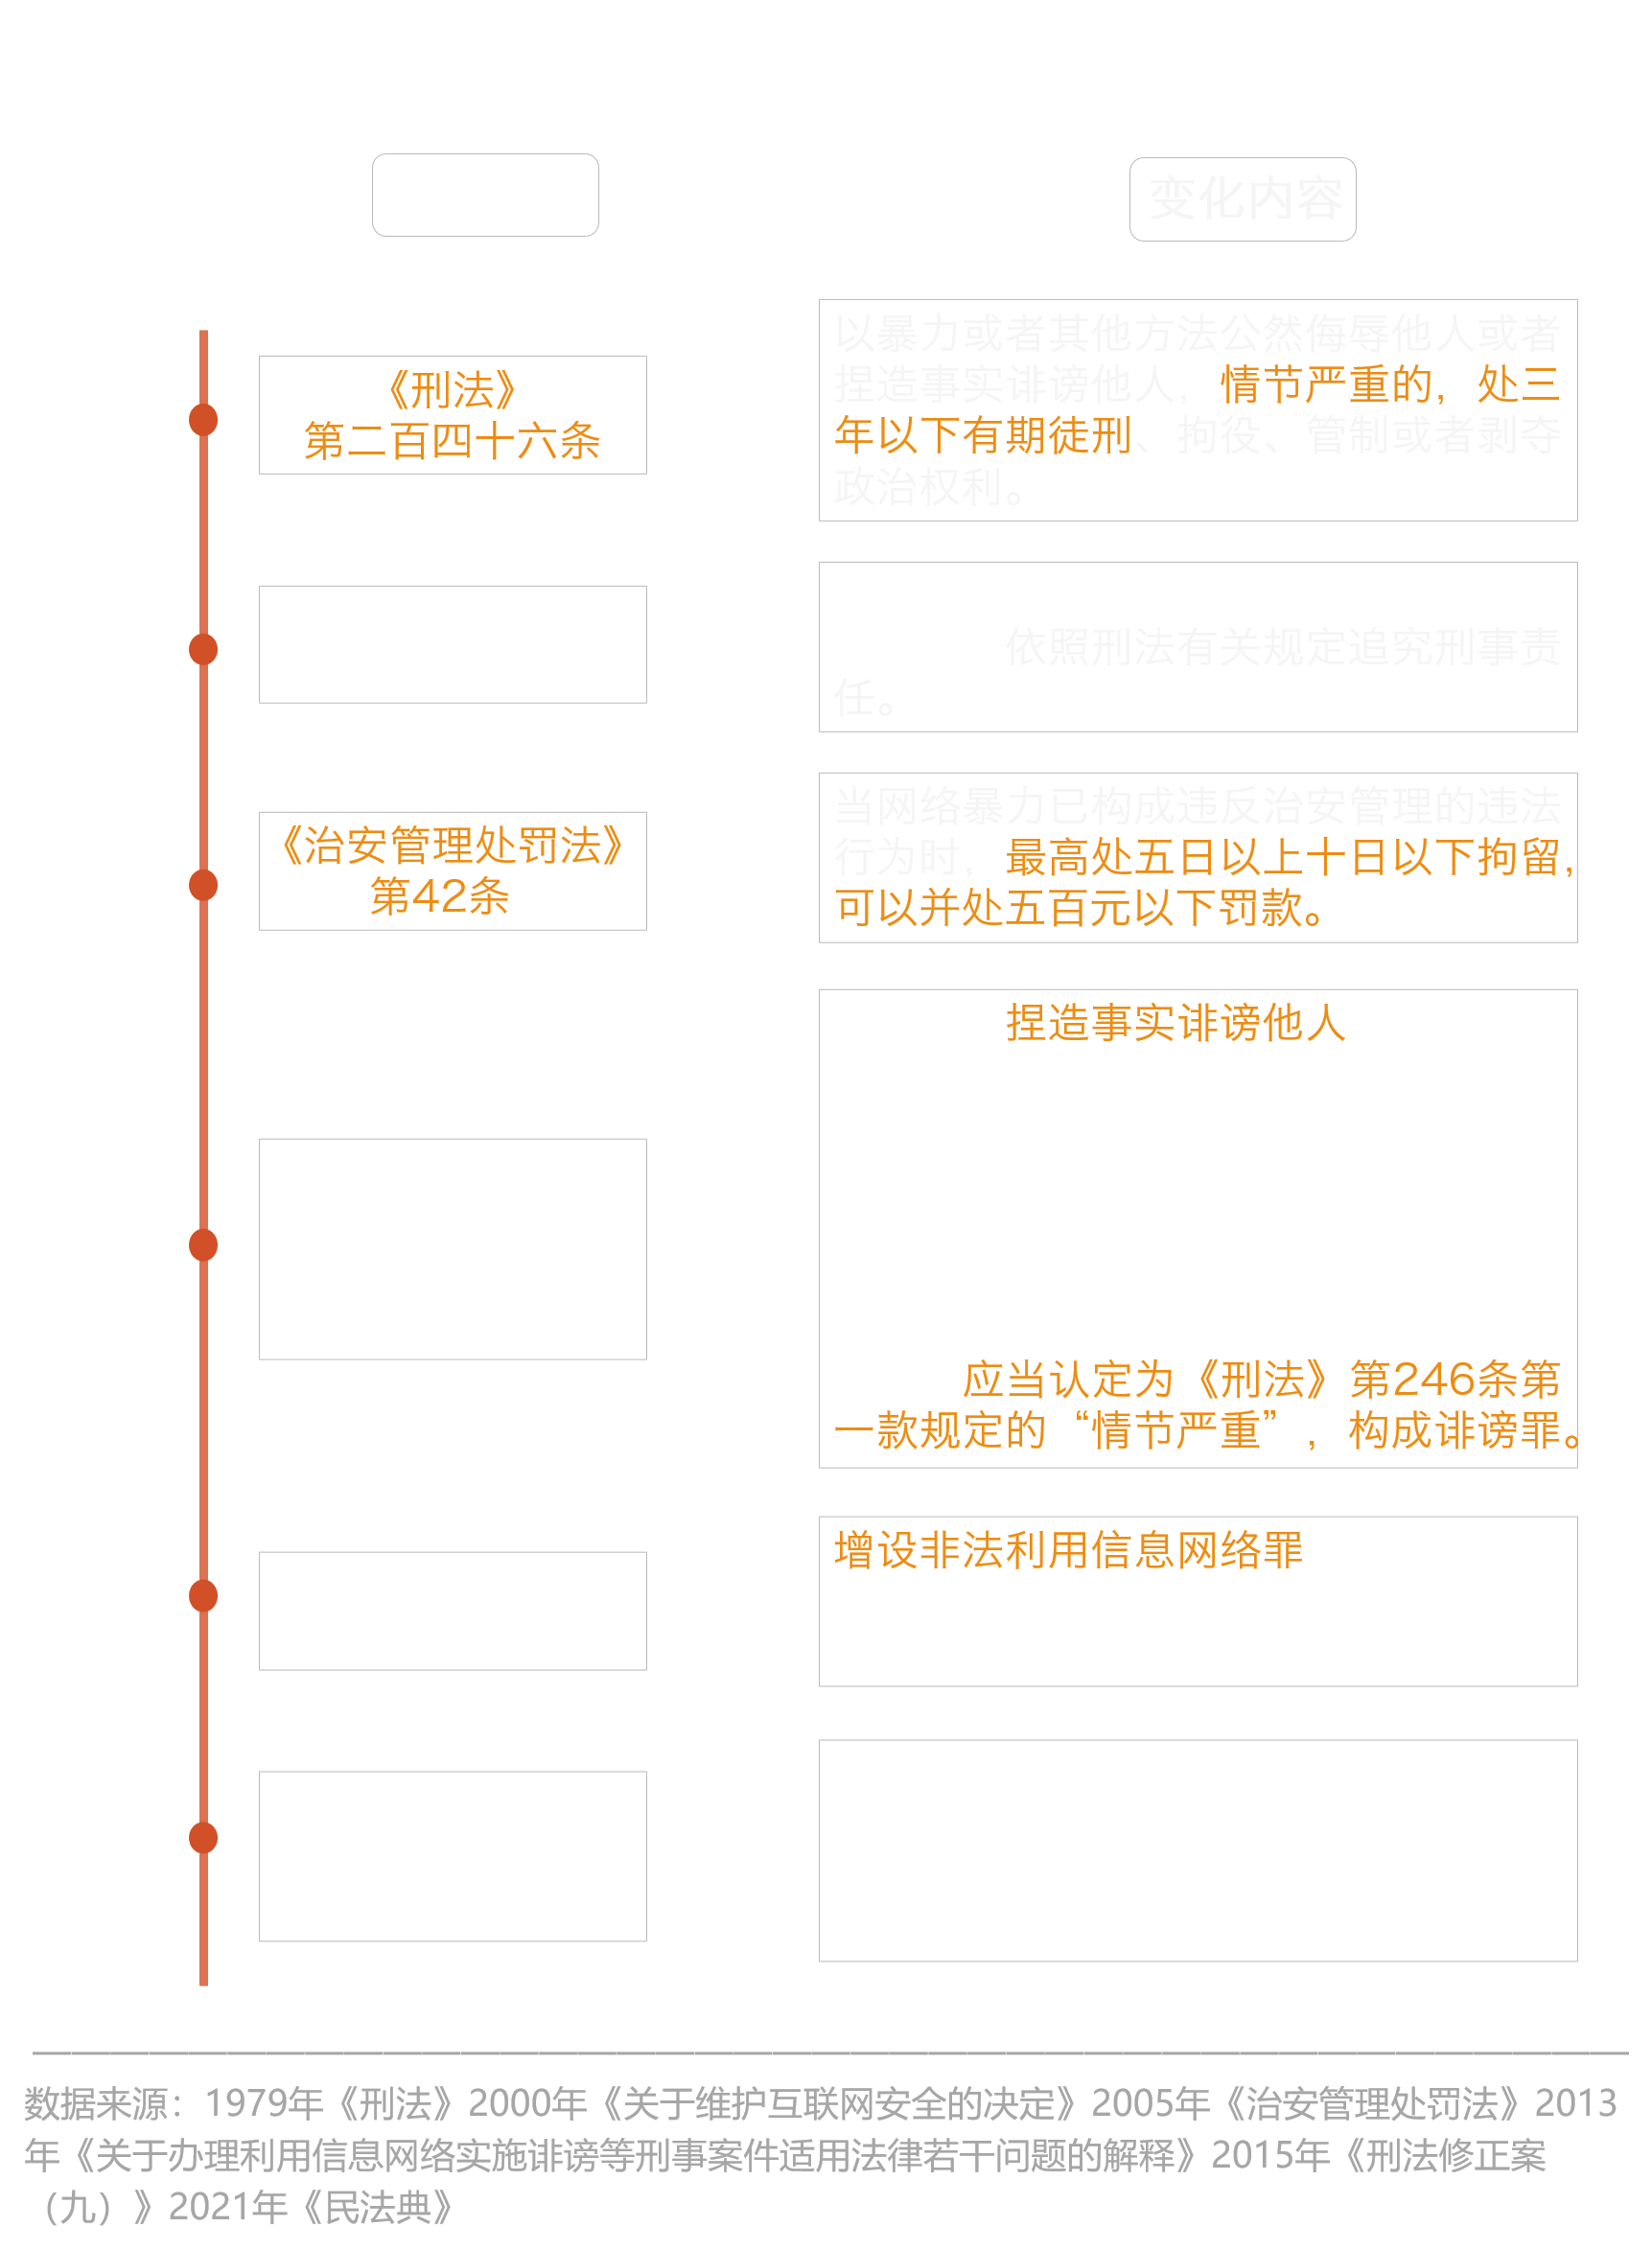 变化内容
《刑法》
第二百四十六条
以暴力或者其他方法公然侮辱他人或者
捏造事实诽谤他人，情节严重的，处三
年以下有期徒刑、拘役、管制或者剥夺
政治权利。
依照刑法有关规定追究刑事责
任。
《治安管理处罚法》
第42条
当网络暴力已构成违反治安管理的违法
行为时，最高处五日以上十日以下拘留，
可以并处五百元以下罚款。
捏造事实诽谤他人
应当认定为《刑法》第246条第
一款规定的“情节严重”，构成诽谤罪。
增设非法利用信息网络罪
数据来源：1979年《刑法》2000年《关于维护互联网安全的决定》2005年《治安管理处罚法》2013
年《关于办理利用信息网络实施诽谤等刑事案件适用法律若干问题的解释》2015年《刑法修正案
（九）》2021年《民法典》